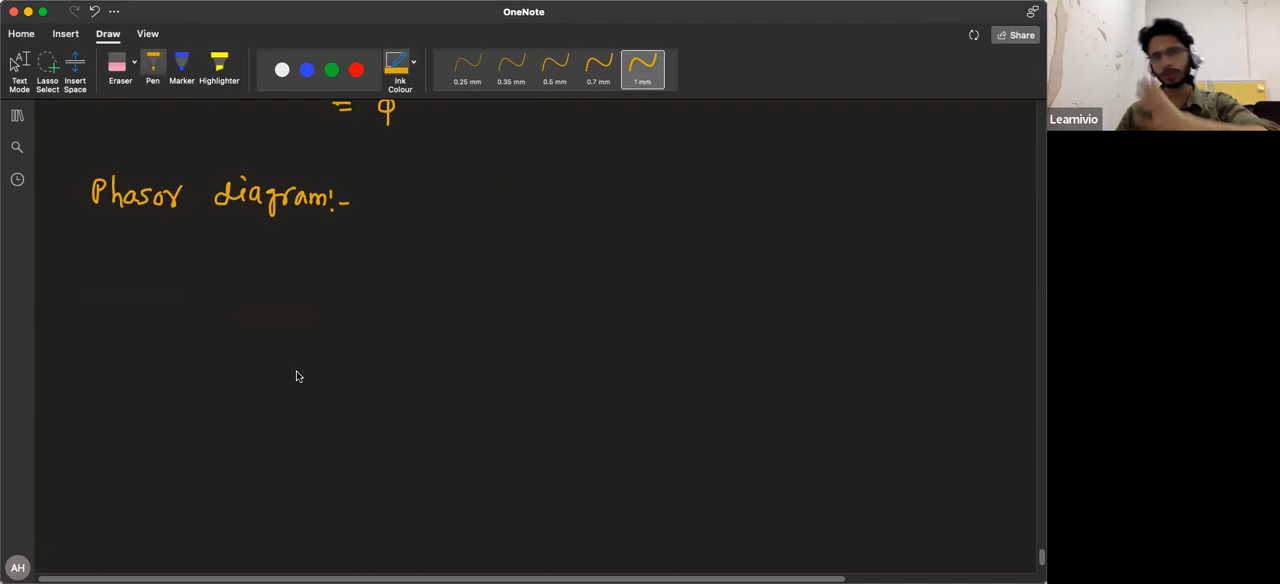 OneNote
Home Insert Draw View
Share
Text Mode
Lasso Select
Insert Space
Eraser
Pen
Marker
Highlighter
Ink Colour
0.25 mm
0.35 mm
0.5 mm
0.7 mm
1 mm
Learnivio
= φ
Phasor diagram:-
AH